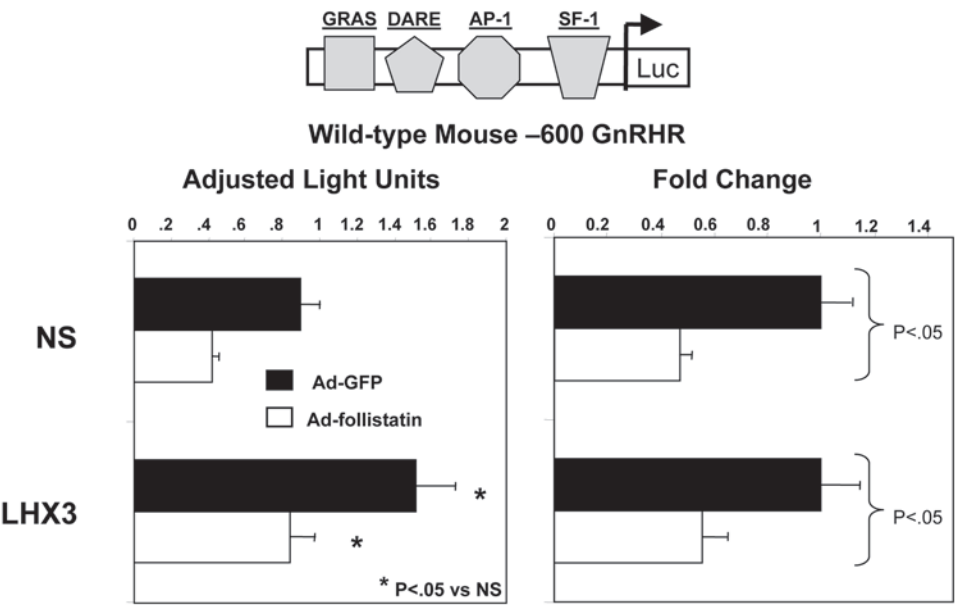 GRAS DARE AP-1 SF-1
Luc
Wild-type Mouse –600 GnRHR
Adjusted Light Units
Fold Change
0 .2 .4 .6 .8 1 1.2 1.4 1.6 1.8 2
0 0.2 0.4 0.6 0.8 1 1.2 1.4
NS
P<.05
Ad-GFP
Ad-follistatin
LHX3
*
P<.05
*
* P<.05 vs NS